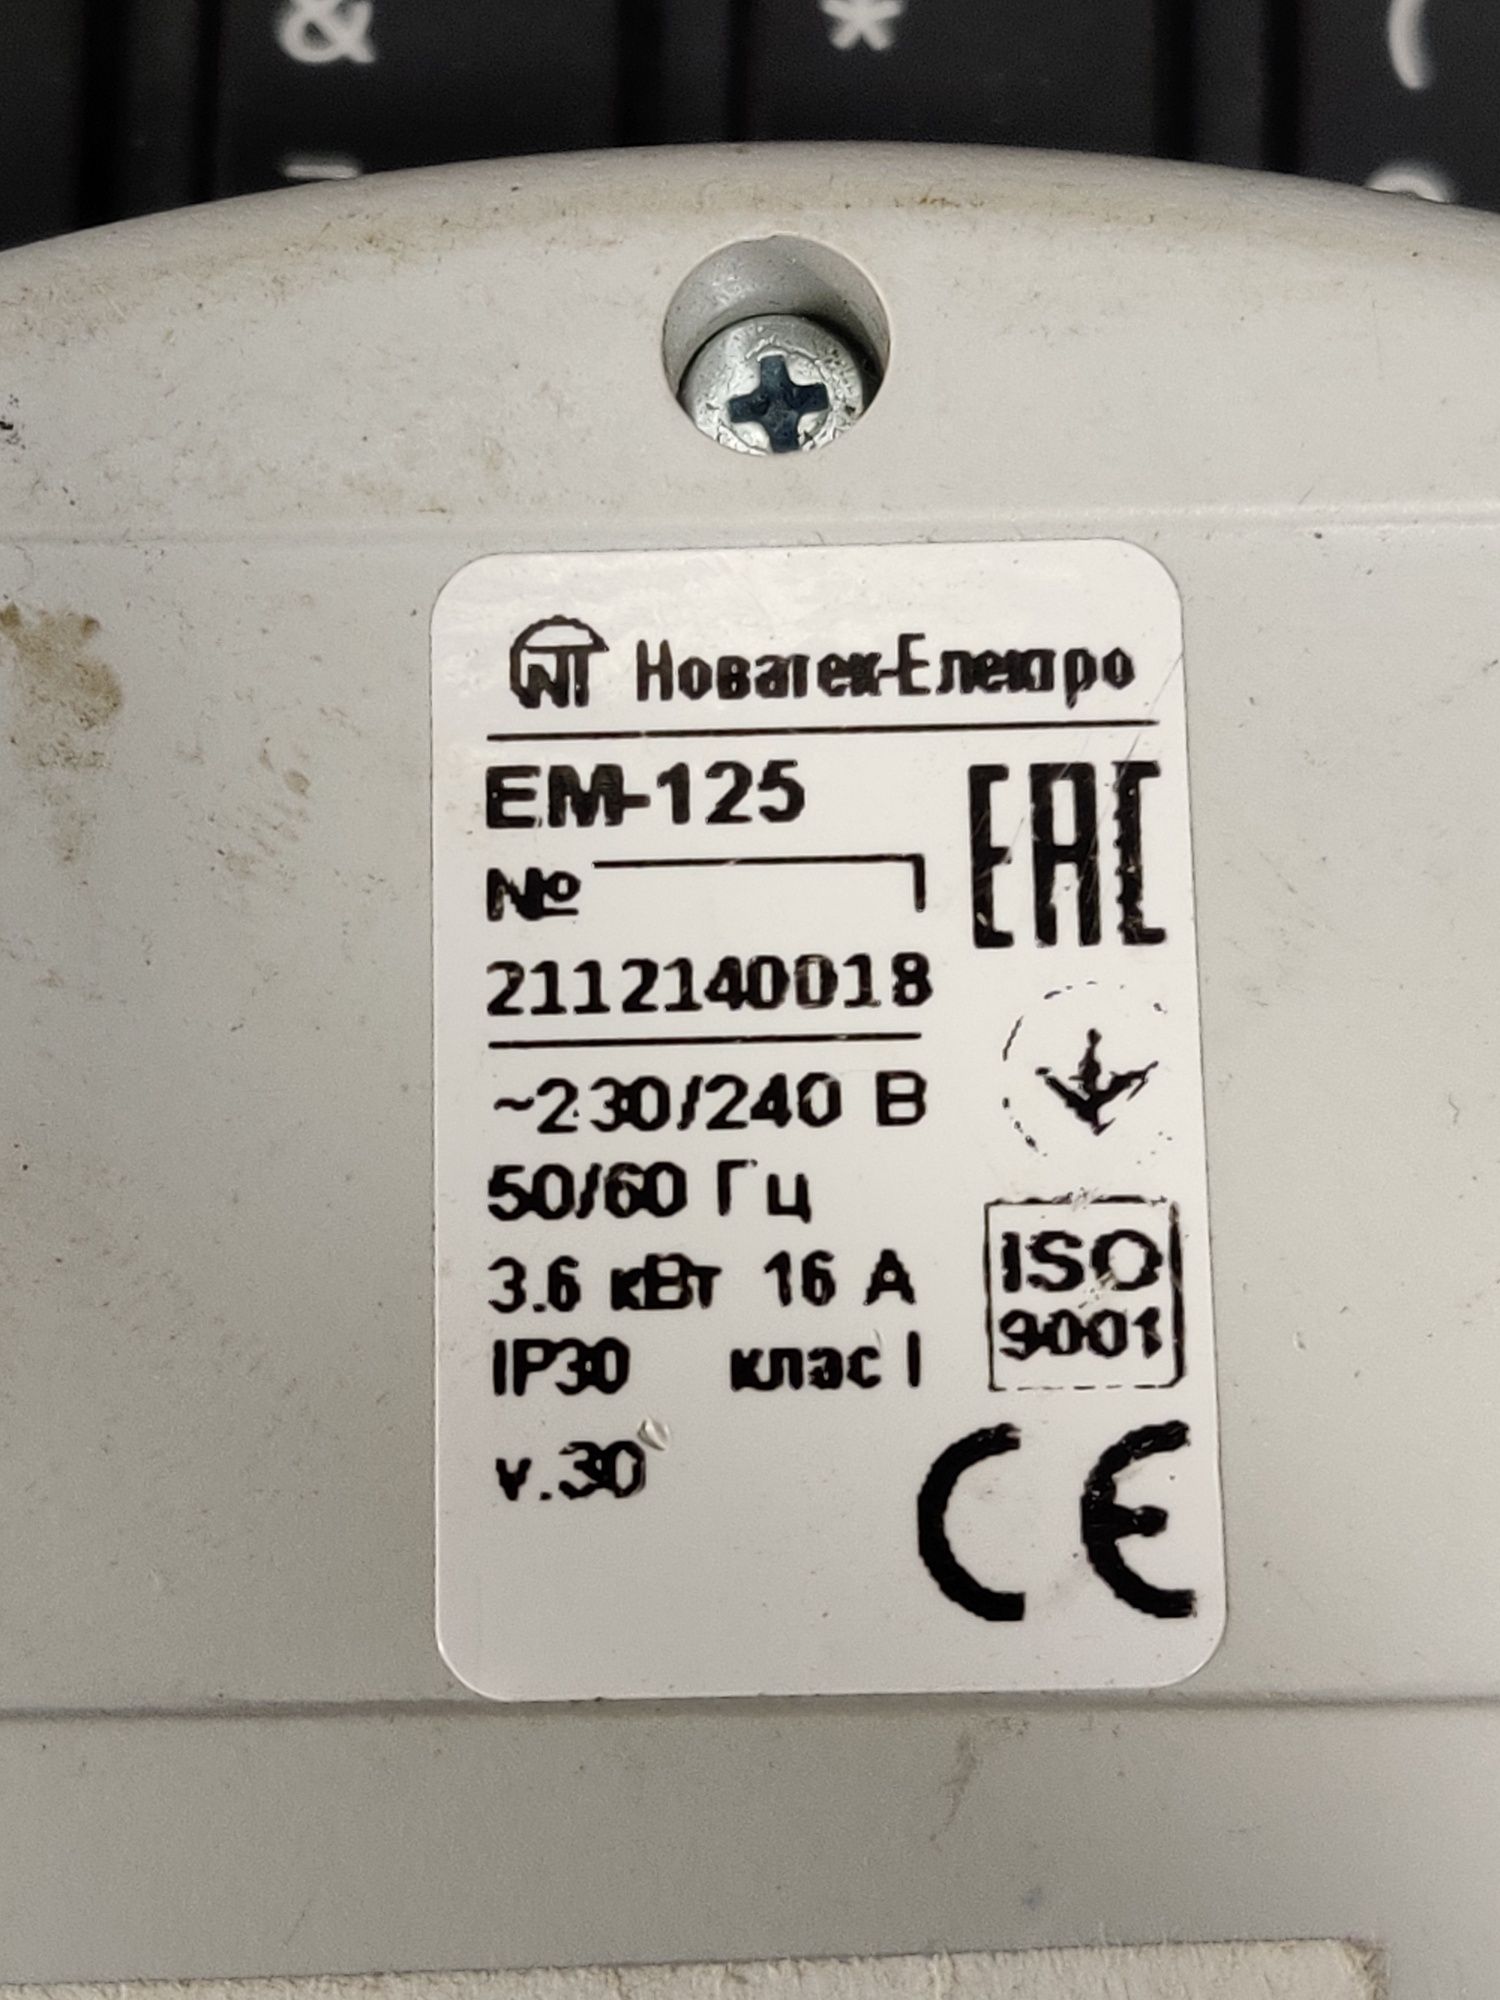 &
*
(
NT Новатек-Електро
ЕМ-125
EAC
№
2112140018
~230/240 В
50/60 Гц
3.6 кВт 16 А
ISO
9001
IP30 клас I
v.30
CE